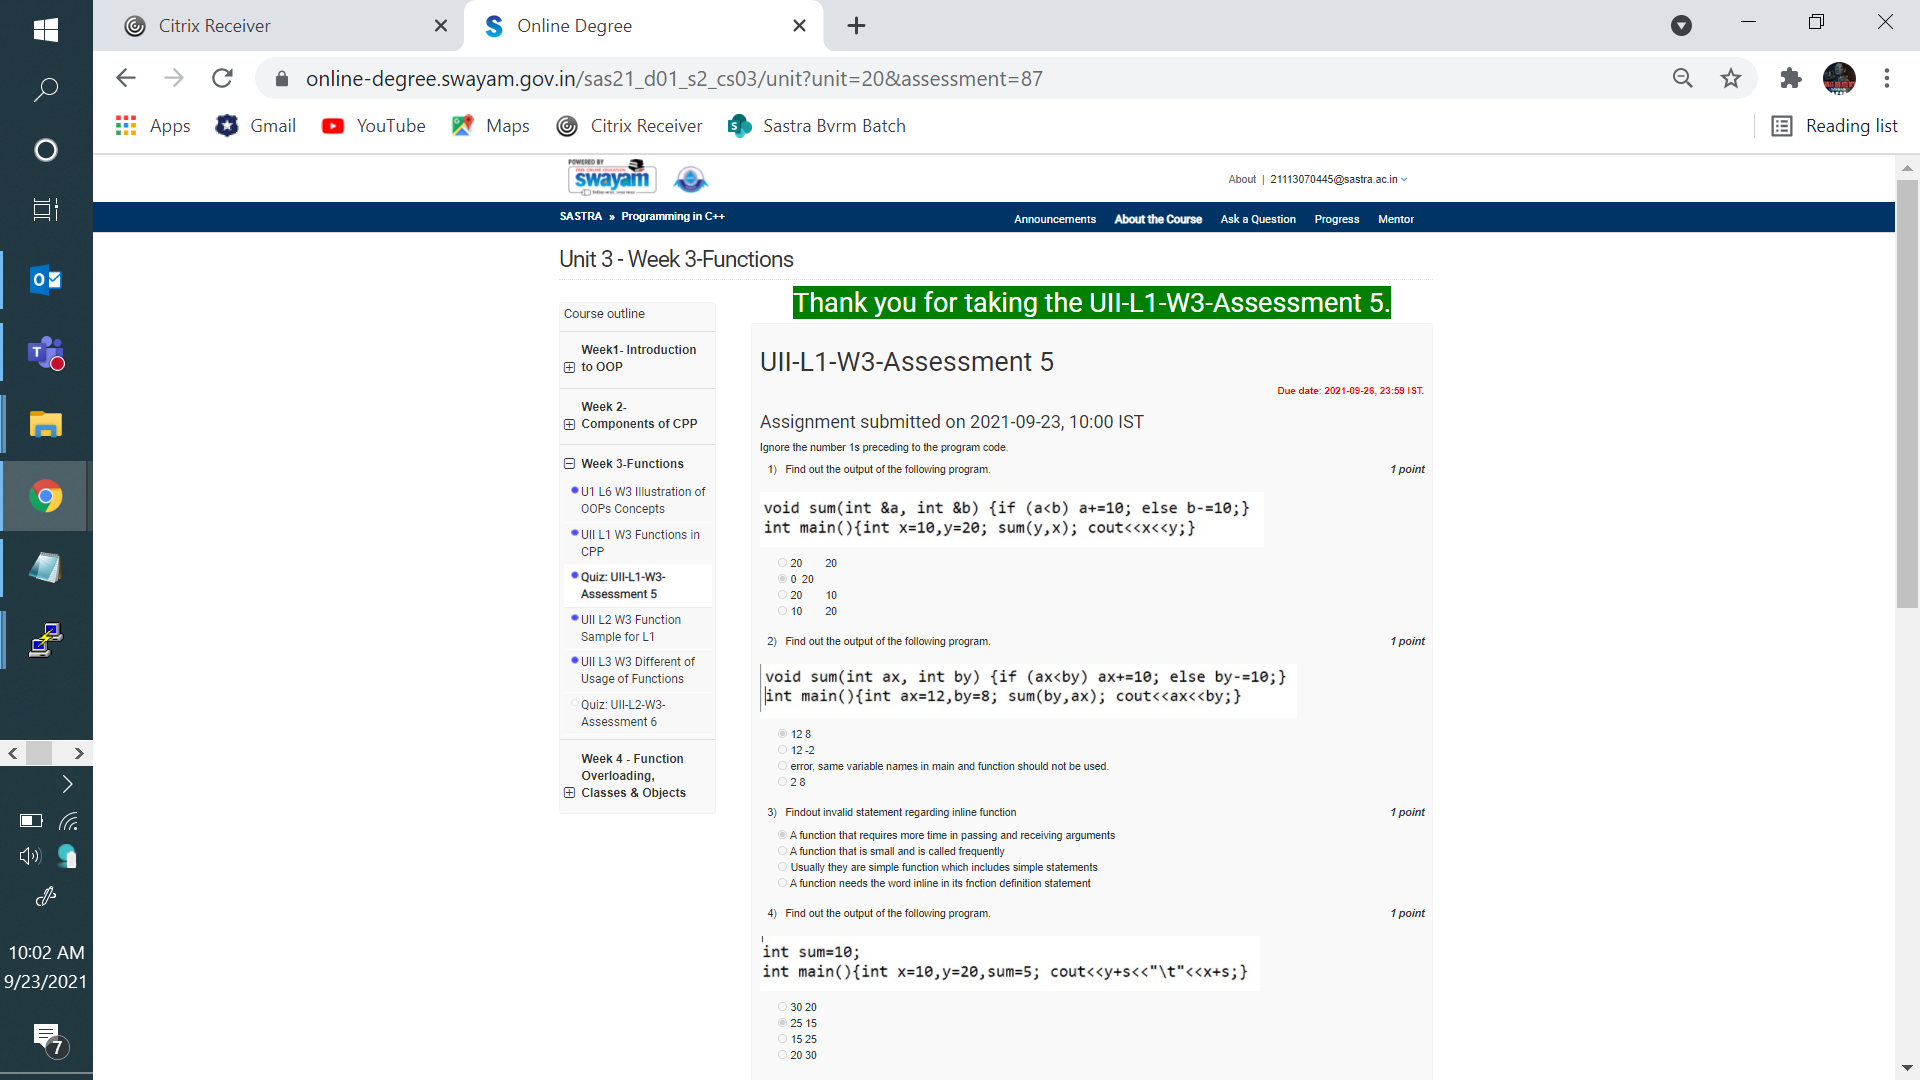 Citrix Receiver
Online Degree
online-degree.swayam.gov.in/sas21_d01_s2_cs03/unit?unit=20&assessment=87
Apps
Gmail
YouTube
Maps
Citrix Receiver
Sastra Bvrm Batch
Reading list
POWERED BY
swayam
About | 21113070445@sastra.ac.in
SASTRA » Programming in C++
Announcements
About the Course
Ask a Question
Progress
Mentor
Unit 3 - Week 3-Functions
Course outline
Week1- Introduction
to OOP
Week 2-
Components of CPP
Week 3-Functions
U1 L6 W3 Illustration of
OOPs Concepts
UII L1 W3 Functions in
CPP
Quiz: UII-L1-W3-
Assessment 5
UII L2 W3 Function
Sample for L1
UII L3 W3 Different of
Usage of Functions
Quiz: UII-L2-W3-
Assessment 6
Week 4 - Function
Overloading,
Classes & Objects
Thank you for taking the UII-L1-W3-Assessment 5.
UII-L1-W3-Assessment 5
Due date: 2021-09-26, 23:59 IST.
Assignment submitted on 2021-09-23, 10:00 IST
Ignore the number 1s preceding to the program code.
1) Find out the output of the following program. 1 point
void sum(int &a, int &b) {if (a<b) a+=10; else b-=10;}
int main(){int x=10,y=20; sum(y,x); cout<<x<<y;}
20 20
0 20
20 10
10 20
2) Find out the output of the following program. 1 point
void sum(int ax, int by) {if (ax<by) ax+=10; else by-=10;}
int main(){int ax=12,by=8; sum(by,ax); cout<<ax<<by;}
12 8
12 -2
error, same variable names in main and function should not be used.
2 8
3) Findout invalid statement regarding inline function 1 point
A function that requires more time in passing and receiving arguments
A function that is small and is called frequently
Usually they are simple function which includes simple statements
A function needs the word inline in its fnction definition statement
4) Find out the output of the following program. 1 point
int sum=10;
int main(){int x=10,y=20,sum=5; cout<<y+s<<"\t"<<x+s;}
30 20
25 15
15 25
20 30
10:02 AM
9/23/2021
7